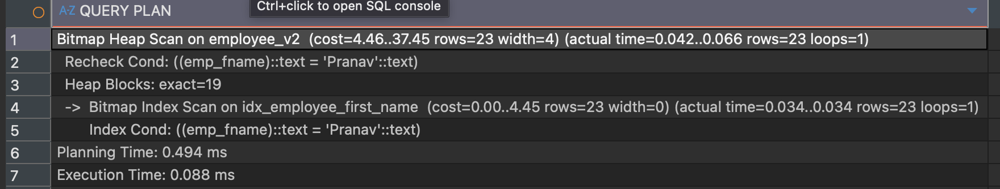 Ctrl+click to open SQL console
A-Z QUERY PLAN
1 Bitmap Heap Scan on employee_v2 (cost=4.46..37.45 rows=23 width=4) (actual time=0.042..0.066 rows=23 loops=1)
2 Recheck Cond: ((emp_fname)::text = 'Pranav'::text)
3 Heap Blocks: exact=19
4 -> Bitmap Index Scan on idx_employee_first_name (cost=0.00..4.45 rows=23 width=0) (actual time=0.034..0.034 rows=23 loops=1)
5 Index Cond: ((emp_fname)::text = 'Pranav'::text)
6 Planning Time: 0.494 ms
7 Execution Time: 0.088 ms